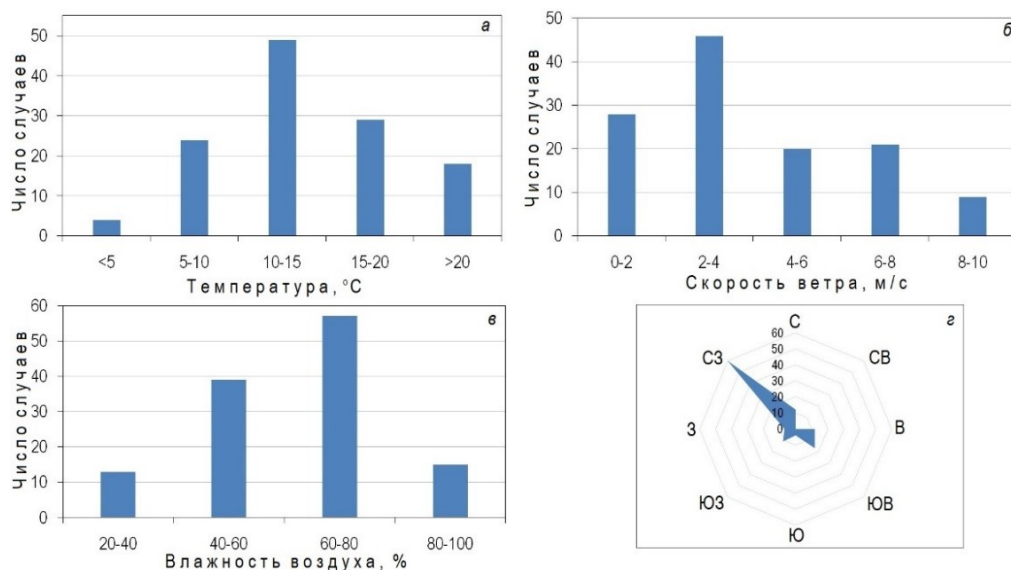 а
Число случаев
50
40
30
20
10
0
<5 5-10 10-15 15-20 >20
Температура, °С
б
Число случаев
50
40
30
20
10
0
0-2 2-4 4-6 6-8 8-10
Скорость ветра, м/с
в
Число случаев
60
50
40
30
20
10
0
20-40 40-60 60-80 80-100
Влажность воздуха, %
г
С
60
50
40
30
20
10
0
СВ
В
ЮВ
Ю
ЮЗ
З
СЗ